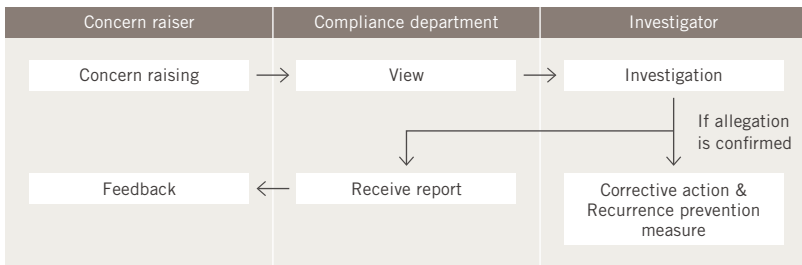 Concern raiser
Compliance department
Investigator
Concern raising
View
Investigation
If allegation
is confirmed
Feedback
Receive report
Corrective action &
Recurrence prevention
measure